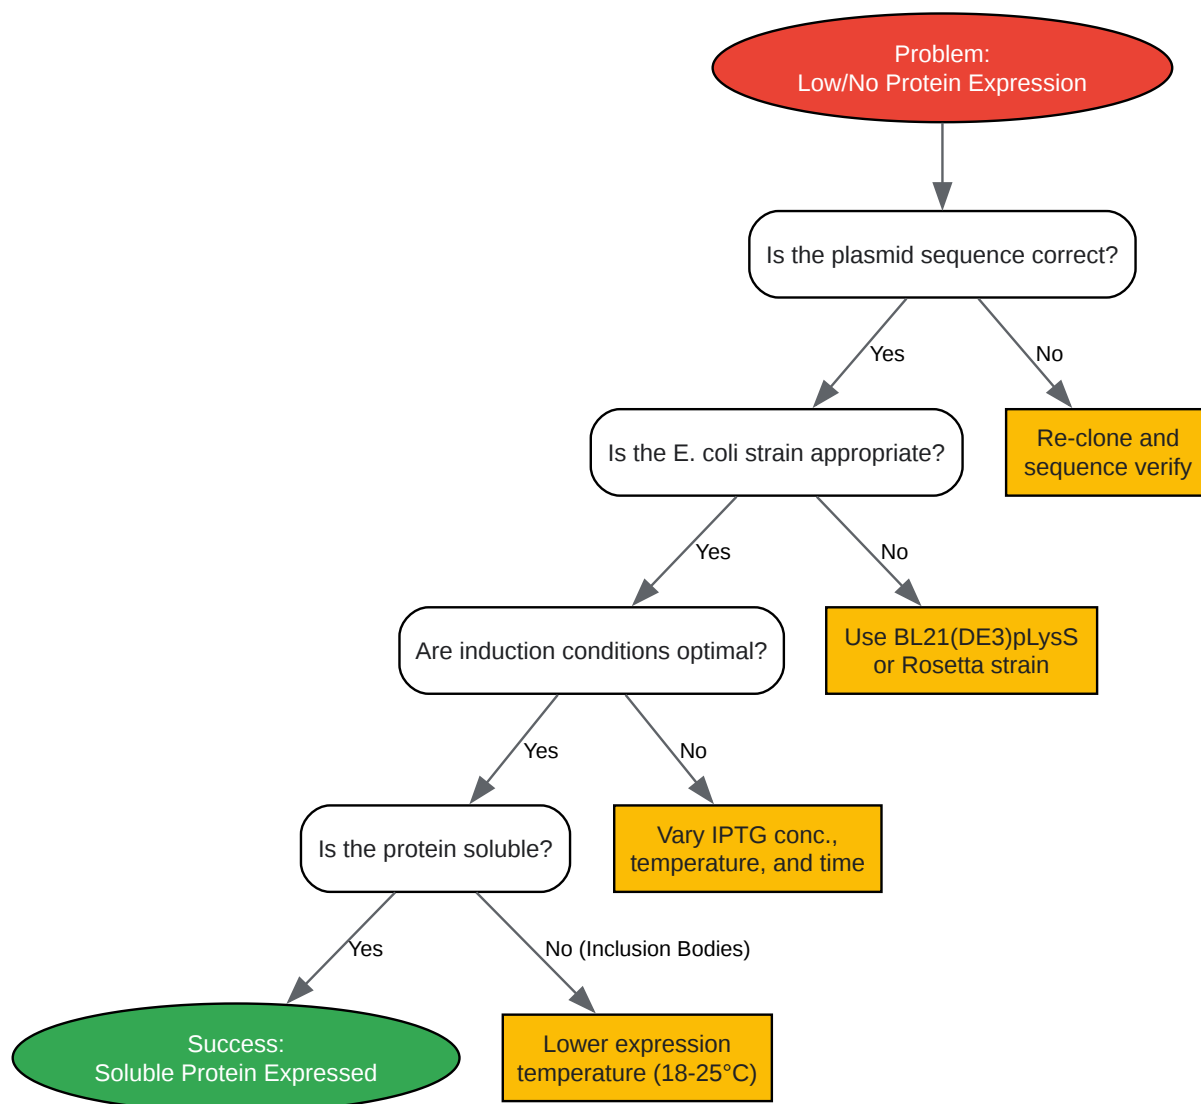 Problem:
Low/No Protein Expression
Is the plasmid sequence correct?
Yes
No
Is the E. coli strain appropriate?
Re-clone and
sequence verify
Yes
No
Are induction conditions optimal?
Use BL21(DE3)pLysS
or Rosetta strain
Yes
No
Is the protein soluble?
Vary IPTG conc.,
temperature, and time
Yes
No (Inclusion Bodies)
Success:
Soluble Protein Expressed
Lower expression
temperature (18-25°C)